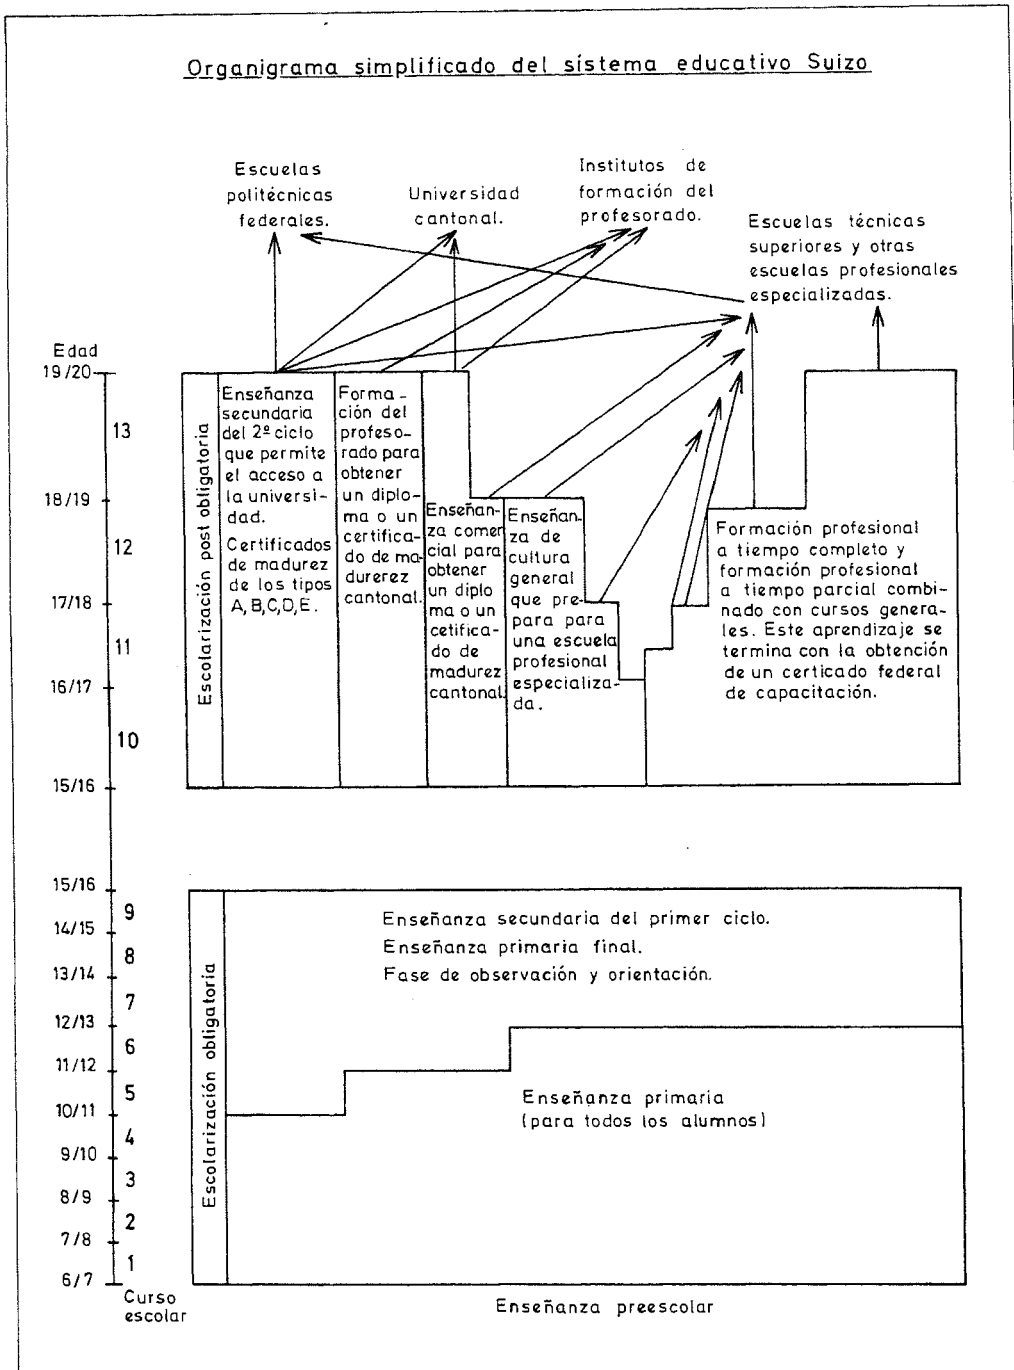 Organigrama simplificado del sistema educativo Suizo
Escuelas
politécnicas
federales.
Universidad
cantonal.
Institutos de
formación del
profesorado.
Escuelas técnicas
superiores y otras
escuelas profesionales
especializadas.
Edad
19/20
13
18/19
12
17/18
11
16/17
10
15/16
Escolarización post obligatoria
Enseñanza
secundaria
del 2º ciclo
que permite
el acceso a
la universi-
dad.
Certificados
de madurez
de los tipos
A,B,C,D,E.
Forma-
ción del
profeso-
rado para
obtener
un diplo-
ma o un
certifica-
do de ma-
durerez
cantonal.
Enseñan-
za comer
cial para
obtener
un diplo
ma o un
cetifica-
do de
madurez
cantonal.
Enseñan-
za de
cultura
general
que pre-
para para
una escuela
profesional
especializa-
da.
Formación profesional
a tiempo completo y
formación profesional
a tiempo parcial combi-
nado con cursos genera-
les. Este aprendizaje se
termina con la obtención
de un certicado federal
de capacitación.
15/16
9
14/15
8
13/14
7
12/13
6
11/12
5
10/11
4
9/10
3
8/9
2
7/8
1
6/7
Curso
escolar
Escolarización obligatoria
Enseñanza secundaria del primer ciclo.
Enseñanza primaria final.
Fase de observación y orientación.
Enseñanza primaria
(para todos los alumnos)
Enseñanza preescolar